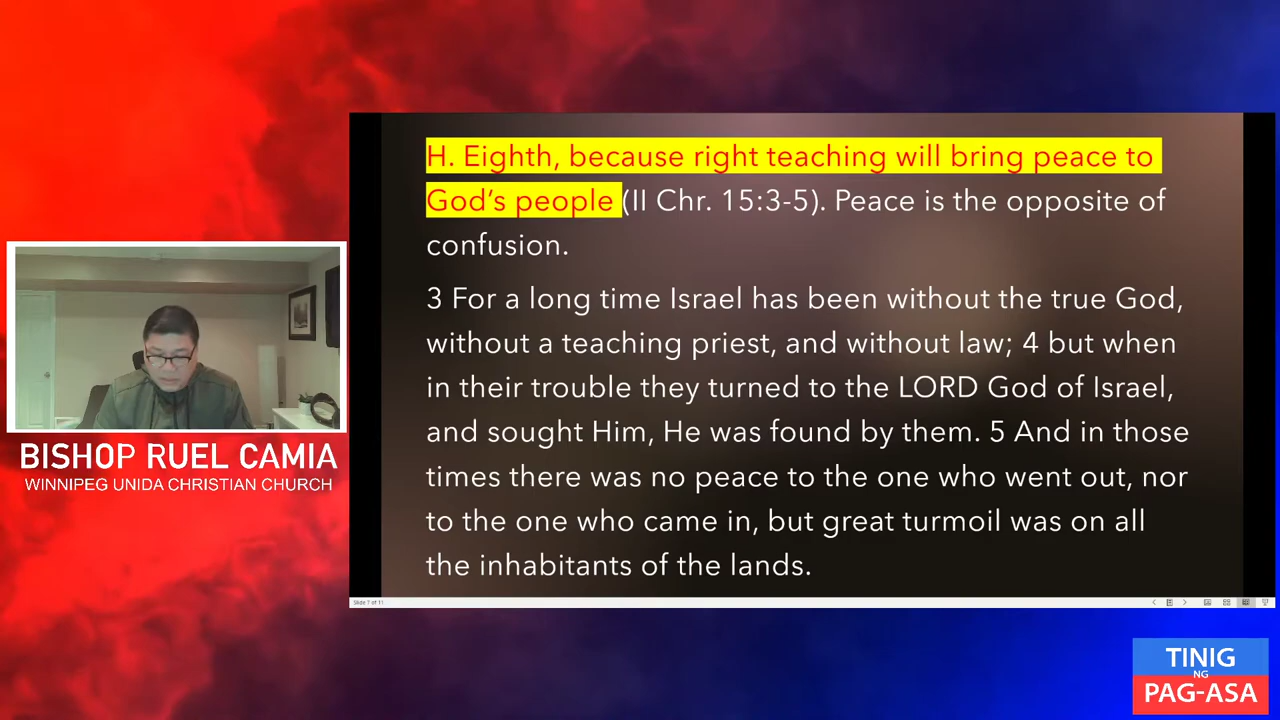 H. Eighth, because right teaching will bring peace to
God’s people (II Chr. 15:3-5). Peace is the opposite of
confusion.
3 For a long time Israel has been without the true God,
without a teaching priest, and without law; 4 but when
in their trouble they turned to the LORD God of Israel,
and sought Him, He was found by them. 5 And in those
times there was no peace to the one who went out, nor
to the one who came in, but great turmoil was on all
the inhabitants of the lands.
Slide 7 of 11
BISHOP RUEL CAMIA
WINNIPEG UNIDA CHRISTIAN CHURCH
TINIG
NG
PAG-ASA